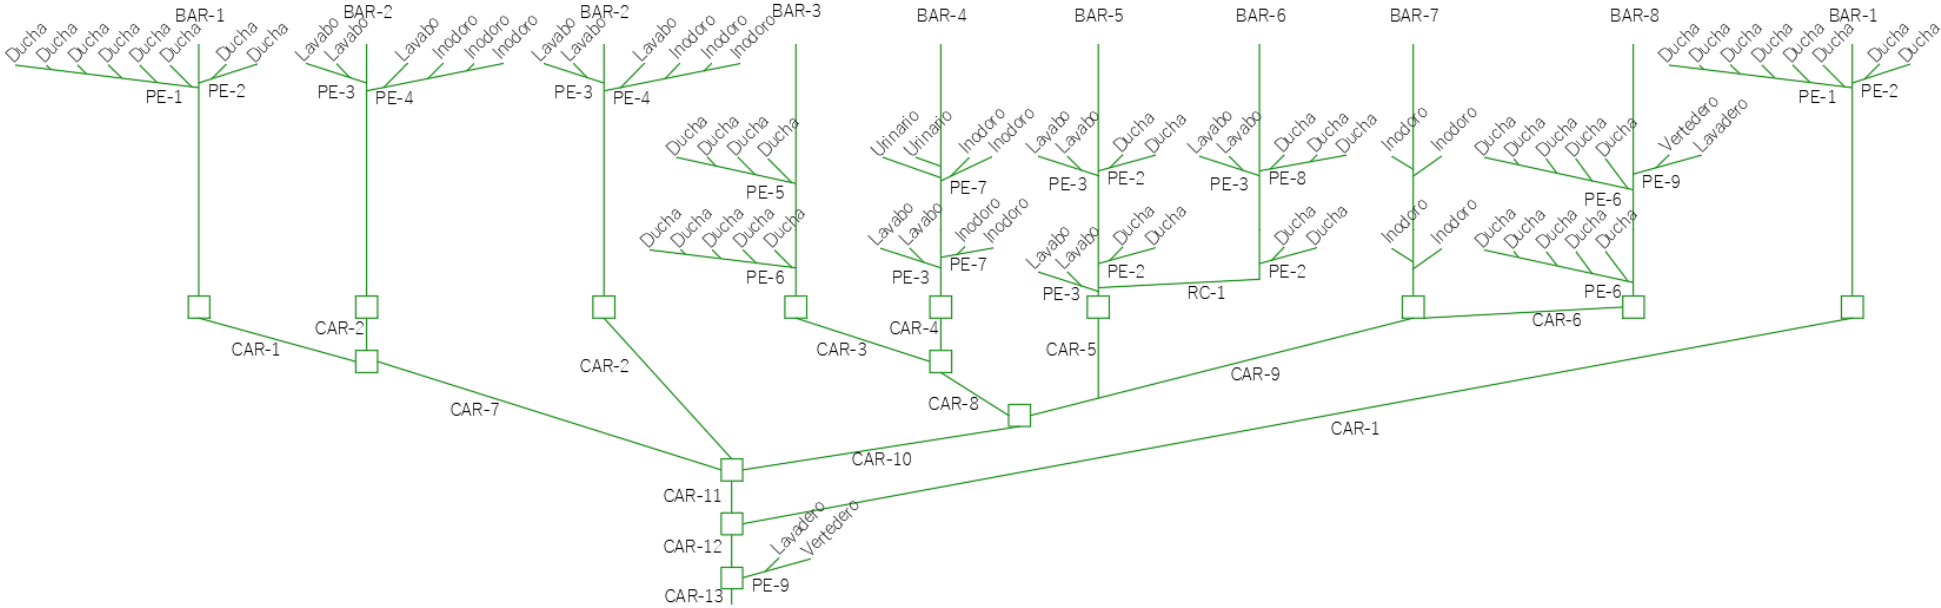 BAR-1
BAR-2
BAR-2
BAR-3
BAR-4
BAR-5
BAR-6
BAR-7
BAR-8
BAR-1
Ducha
Ducha
Ducha
Ducha
Ducha
Ducha
Ducha
Ducha
PE-1
PE-2
Lavabo
Lavabo
Lavabo
Inodoro
Inodoro
Inodoro
PE-3
PE-4
Lavabo
Lavabo
Lavabo
Inodoro
Inodoro
Inodoro
PE-3
PE-4
Ducha
Ducha
Ducha
Ducha
PE-5
Ducha
Ducha
Ducha
Ducha
Ducha
PE-6
Urinario
Urinario
Inodoro
Inodoro
PE-7
Lavabo
Lavabo
Inodoro
Inodoro
PE-3
PE-7
Lavabo
Lavabo
Ducha
Ducha
PE-3
PE-2
Lavabo
Lavabo
Ducha
Ducha
PE-3
PE-2
Lavabo
Lavabo
Ducha
Ducha
Ducha
PE-3
PE-8
Ducha
Ducha
PE-2
RC-1
Inodoro
Inodoro
Inodoro
Inodoro
Ducha
Ducha
Ducha
Ducha
Ducha
Vertedero
Lavadero
PE-6
PE-9
Ducha
Ducha
Ducha
Ducha
Ducha
PE-6
Ducha
Ducha
Ducha
Ducha
Ducha
Ducha
Ducha
Ducha
PE-1
PE-2
CAR-2
CAR-4
CAR-6
CAR-1
CAR-2
CAR-3
CAR-5
CAR-9
CAR-7
CAR-8
CAR-1
CAR-10
CAR-11
CAR-12
Lavadero
Vertedero
PE-9
CAR-13